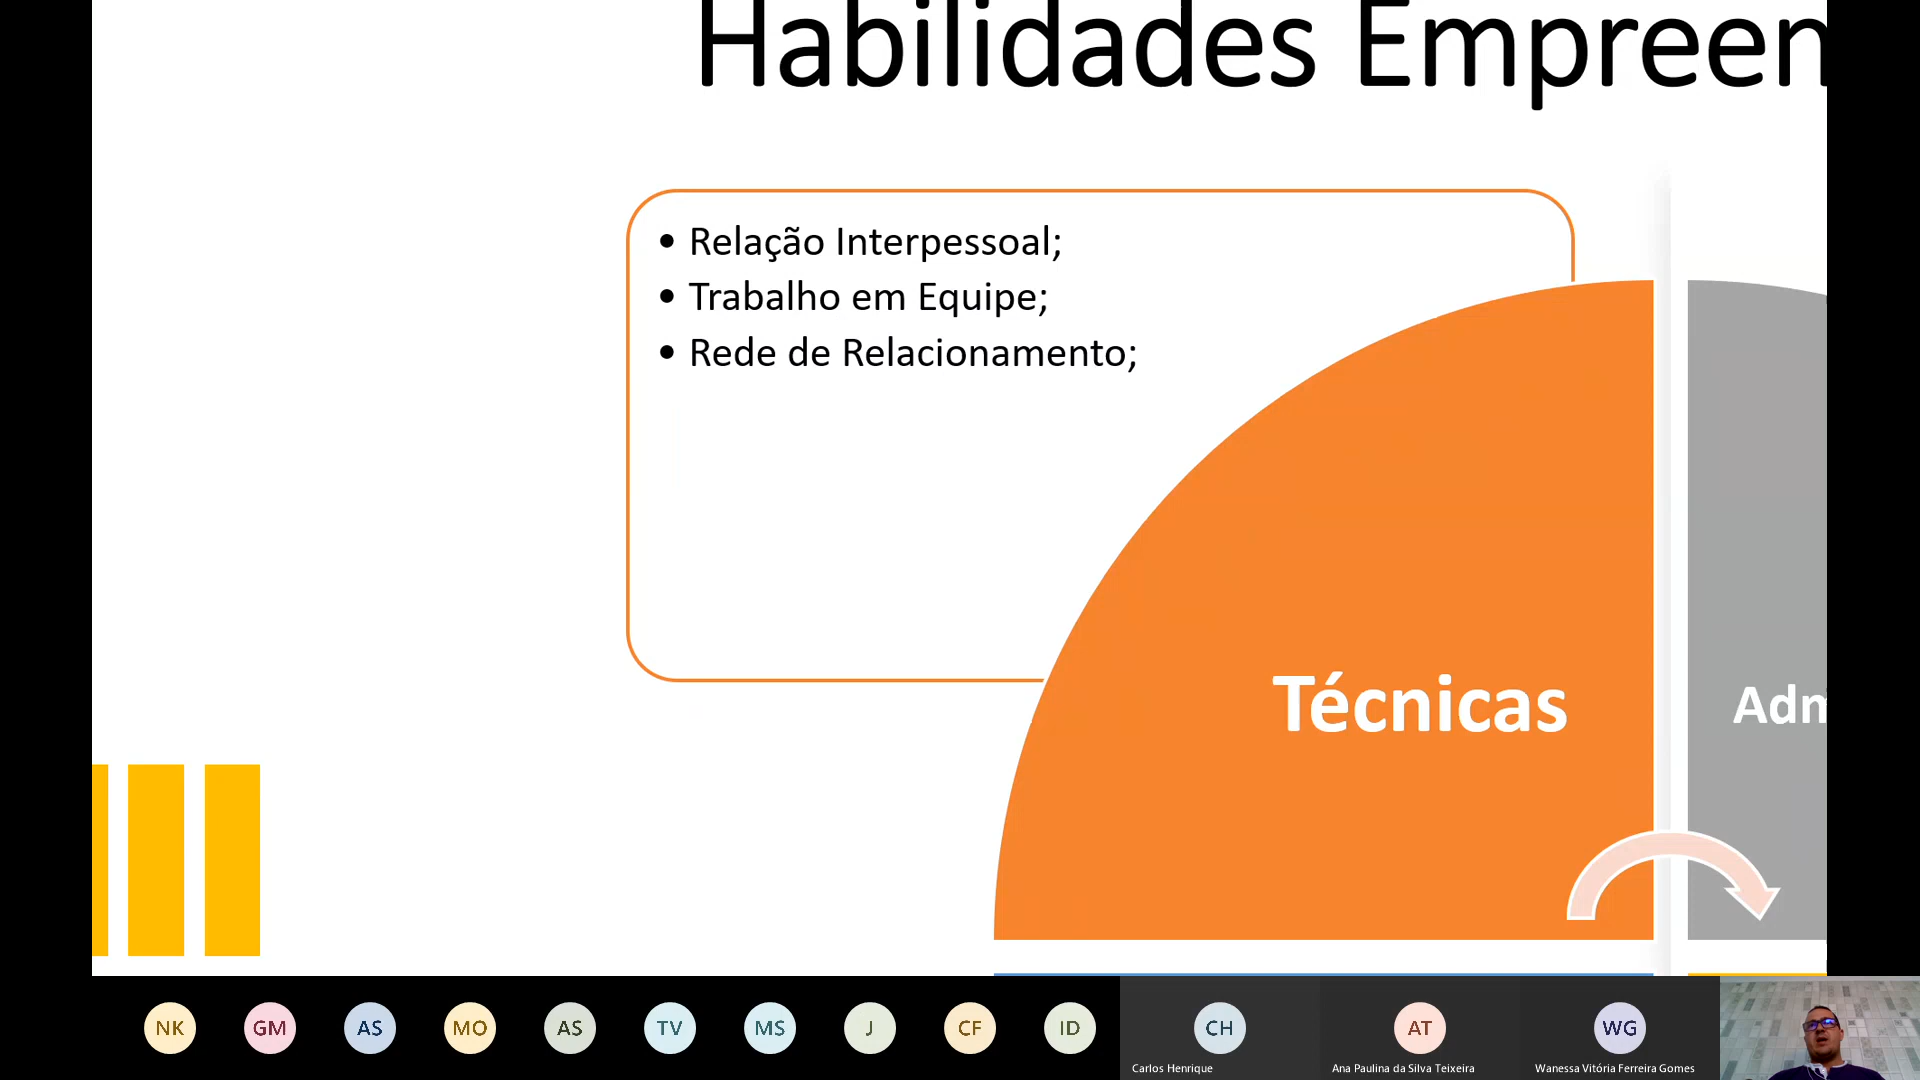 Habilidades Empreen
• Relação Interpessoal;
• Trabalho em Equipe;
• Rede de Relacionamento;
Técnicas
Adm
NK
GM
AS
MO
AS
TV
MS
J
CF
ID
CH
AT
WG
Carlos Henrique
Ana Paulina da Silva Teixeira
Wanessa Vitória Ferreira Gomes